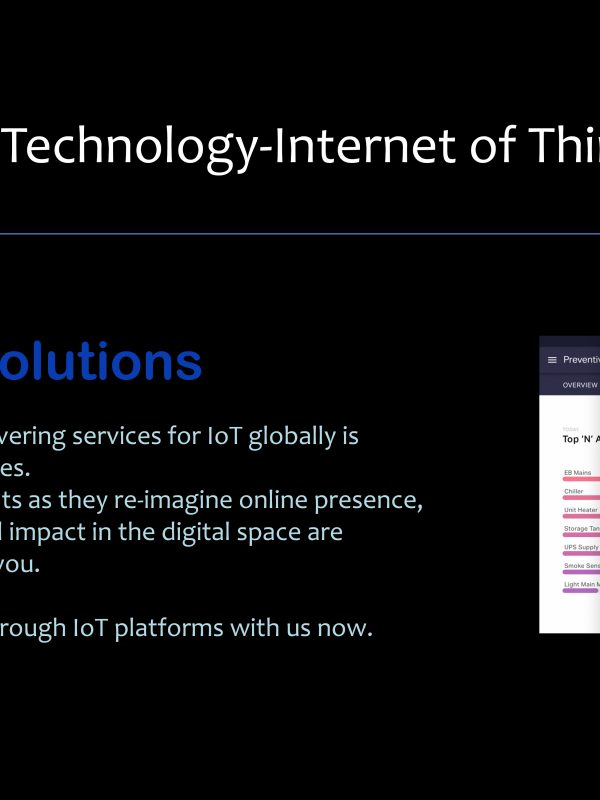 Technology-Internet of Thi
olutions
vering services for IoT globally is
es.
ts as they re-imagine online presence,
l impact in the digital space are
you.
rough IoT platforms with us now.
Preventiv
OVERVIEW
TODAY
Top 'N' A
EB Mains
Chiller
Unit Heater
Storage Tan
UPS Supply
Smoke Sens
Light Main M